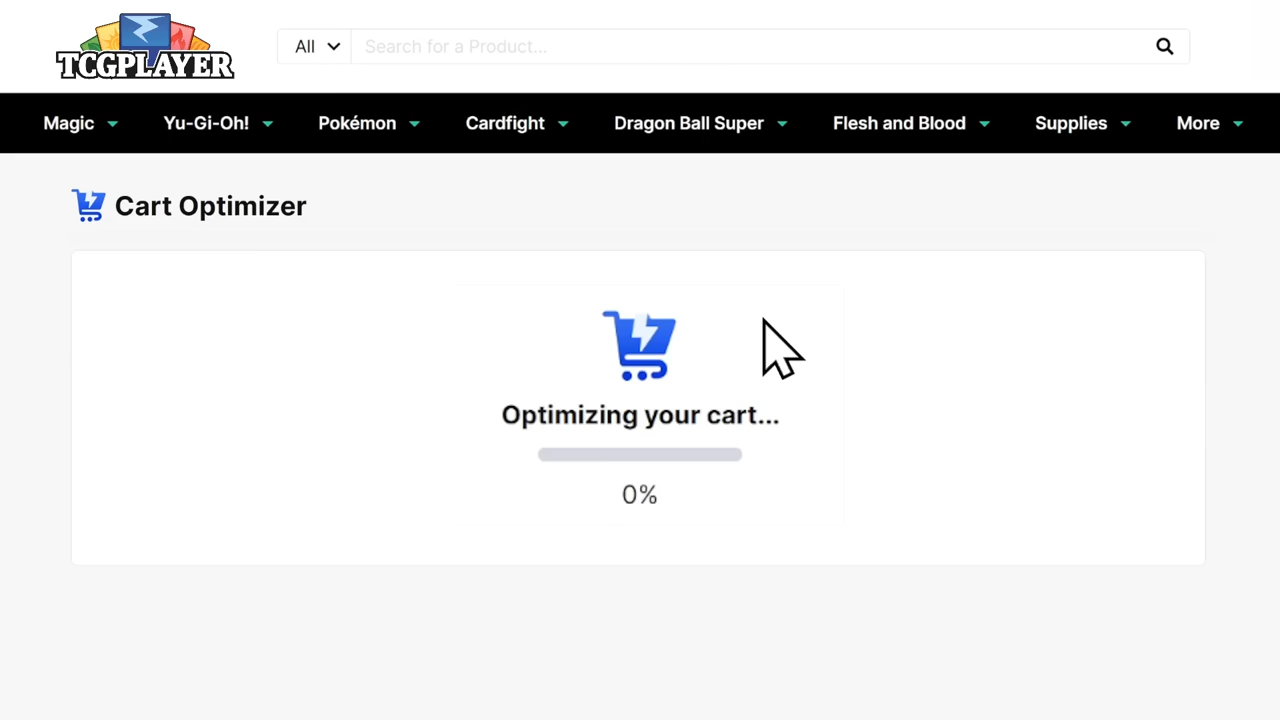 TCGPLAYER
All Search for a Product...
Magic Yu-Gi-Oh! Pokémon Cardfight Dragon Ball Super Flesh and Blood Supplies More
Cart Optimizer
Optimizing your cart...
0%